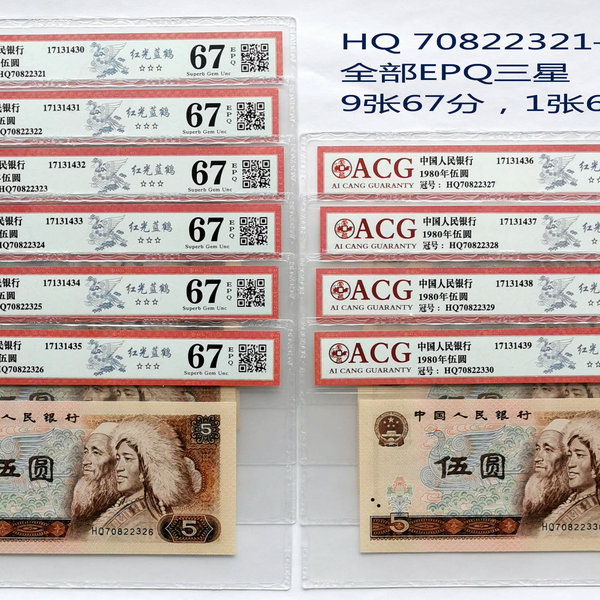 HQ 70822321-
全部EPQ三星
9张67分，1张6
民银行 17131430 红光蓝鹤 67 EPQ
伍圆 ☆☆☆ Superb Gem Unc
HQ70822321
民银行 17131431 红光蓝鹤 67 EPQ
伍圆 ☆☆☆ Superb Gem Unc
HQ70822322
民银行 17131432 红光蓝鹤 67 EPQ
年伍圆 ☆☆☆ Superb Gem Unc
HQ70822323
民银行 17131433 红光蓝鹤 67 EPQ
年伍圆 ☆☆☆ Superb Gem Unc
HQ70822324
民银行 17131434 红光蓝鹤 67 EPQ
伍圆 ☆☆☆ Superb Gem Unc
HQ70822325
民银行 17131435 红光蓝鹤 67 EPQ
伍圆 ☆☆☆ Superb Gem Unc
HQ70822326
国人民银行
伍圆
5
HQ70822326
5
ACG 中国人民银行 17131436
1980年伍圆
AI CANG GUARANTY 冠号：HQ70822327
ACG 中国人民银行 17131437
1980年伍圆
AI CANG GUARANTY 冠号：HQ70822328
ACG 中国人民银行 17131438
1980年伍圆
AI CANG GUARANTY 冠号：HQ70822329
ACG 中国人民银行 17131439
1980年伍圆
AI CANG GUARANTY 冠号：HQ70822330
中国人民银行
伍圆
5
HQ7082233